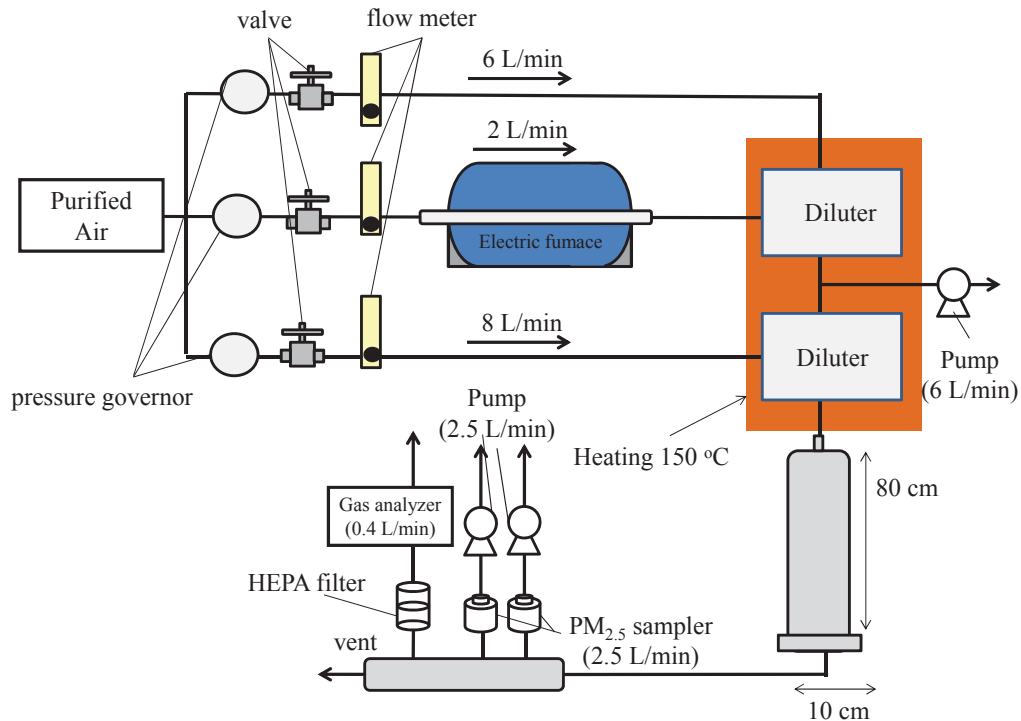 valve
flow meter
6 L/min
2 L/min
Purified
Air
Electric fumace
Diluter
8 L/min
Diluter
pressure governor
Pump
(6 L/min)
Pump
(2.5 L/min)
Heating 150 ºC
80 cm
Gas analyzer
(0.4 L/min)
HEPA filter
vent
PM2.5 sampler
(2.5 L/min)
10 cm